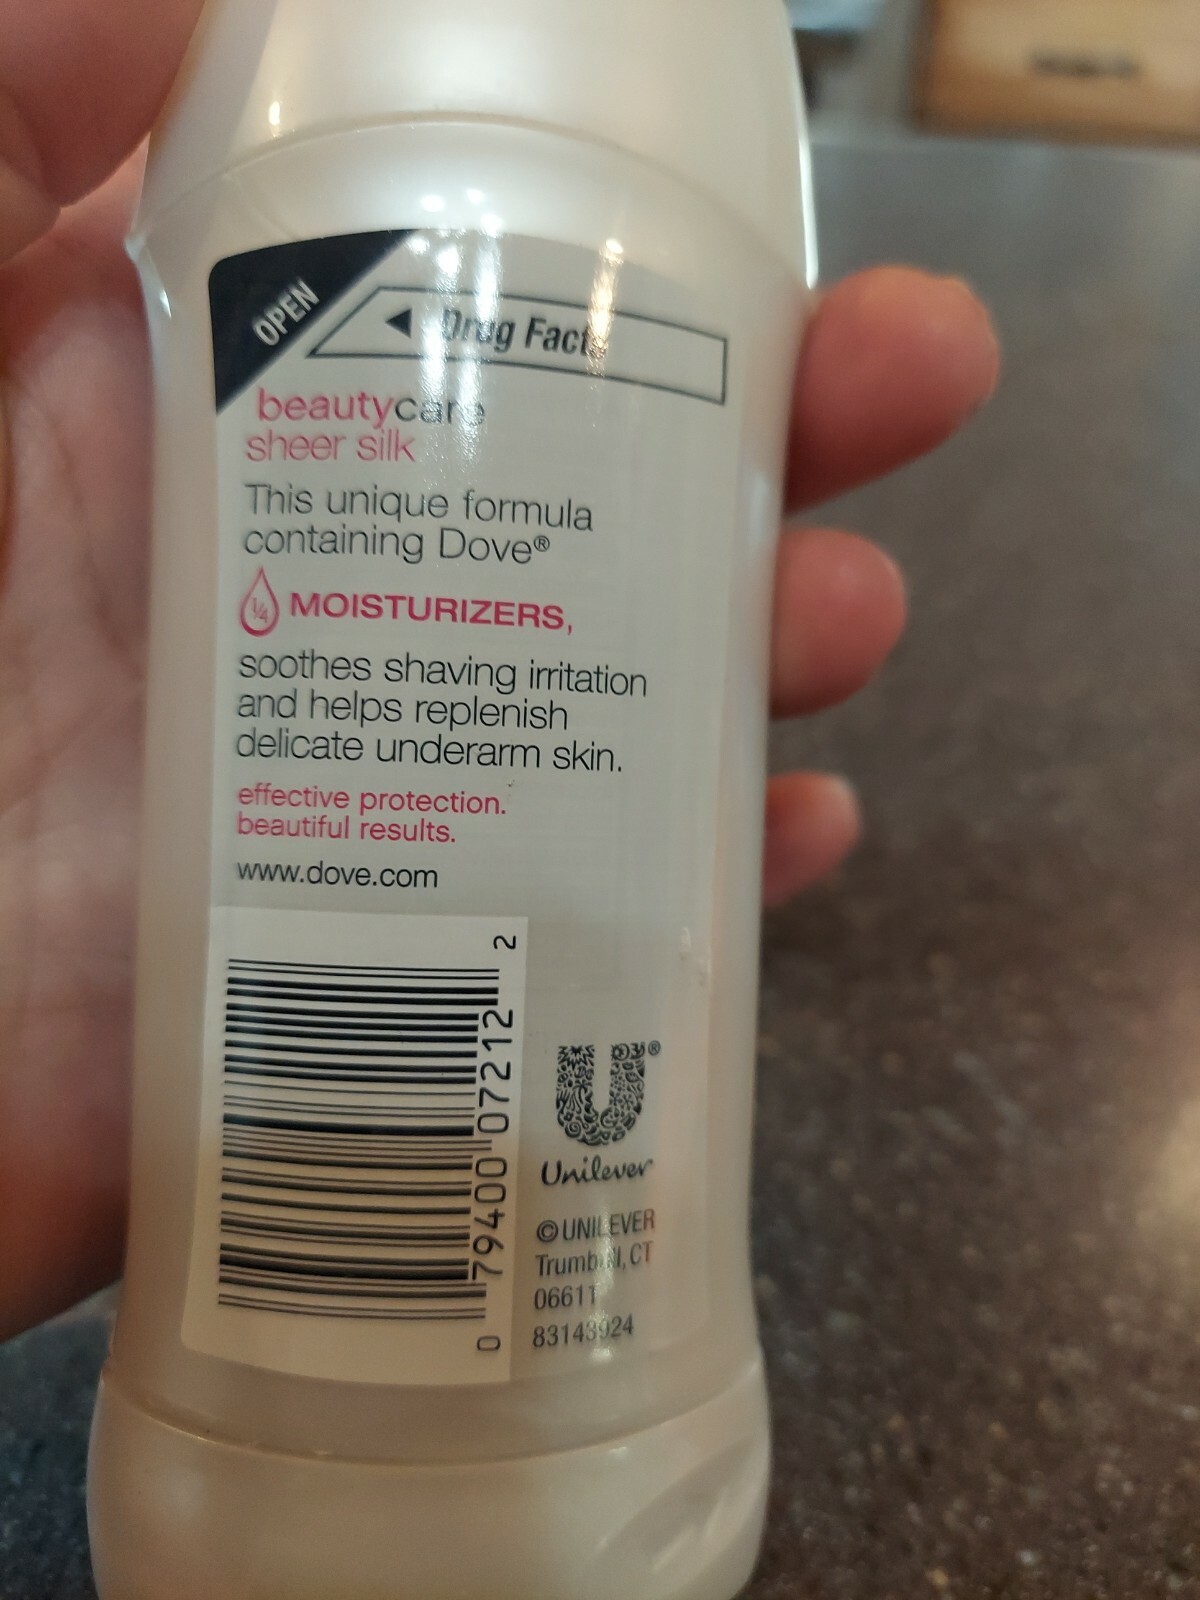 OPEN
Drug Facts
beautycare
sheer silk
This unique formula
containing Dove®
¼ MOISTURIZERS,
soothes shaving irritation
and helps replenish
delicate underarm skin.
effective protection.
beautiful results.
www.dove.com
0 79400 07212 2
U®
Unilever
©UNILEVER
Trumbull, CT
06611
83143924